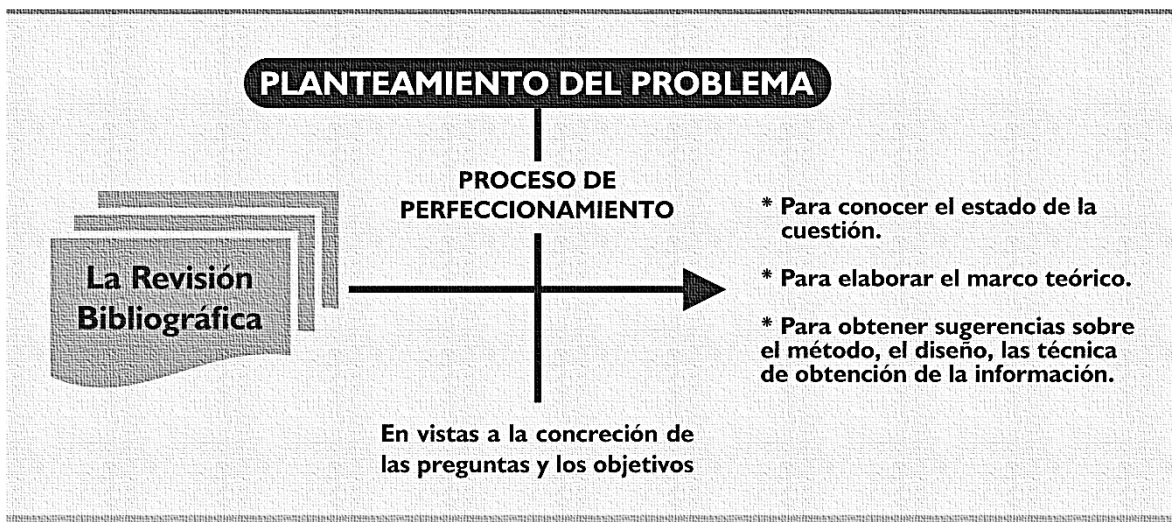 PLANTEAMIENTO DEL PROBLEMA
PROCESO DE
PERFECCIONAMIENTO
La Revisión
Bibliográfica
* Para conocer el estado de la
cuestión.
* Para elaborar el marco teórico.
* Para obtener sugerencias sobre
el método, el diseño, las técnica
de obtención de la información.
En vistas a la concreción de
las preguntas y los objetivos